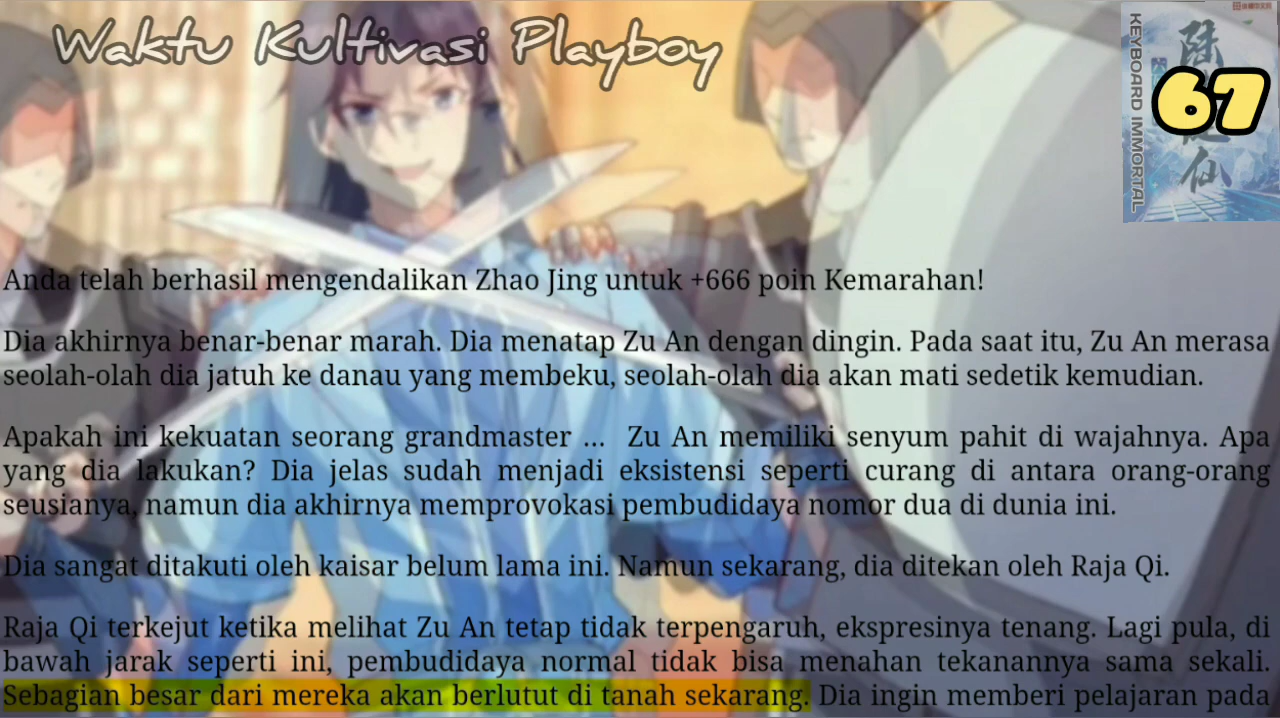 Waktu Kultivasi Playboy
KEYBOARD IMMORTAL
67
Anda telah berhasil mengendalikan Zhao Jing untuk +666 poin Kemarahan!
Dia akhirnya benar-benar marah. Dia menatap Zu An dengan dingin. Pada saat itu, Zu An merasa
seolah-olah dia jatuh ke danau yang membeku, seolah-olah dia akan mati sedetik kemudian.
Apakah ini kekuatan seorang grandmaster ... Zu An memiliki senyum pahit di wajahnya. Apa
yang dia lakukan? Dia jelas sudah menjadi eksistensi seperti curang di antara orang-orang
seusianya, namun dia akhirnya memprovokasi pembudidaya nomor dua di dunia ini.
Dia sangat ditakuti oleh kaisar belum lama ini. Namun sekarang, dia ditekan oleh Raja Qi.
Raja Qi terkejut ketika melihat Zu An tetap tidak terpengaruh, ekspresinya tenang. Lagi pula, di
bawah jarak seperti ini, pembudidaya normal tidak bisa menahan tekanannya sama sekali.
Sebagian besar dari mereka akan berlutut di tanah sekarang. Dia ingin memberi pelajaran pada